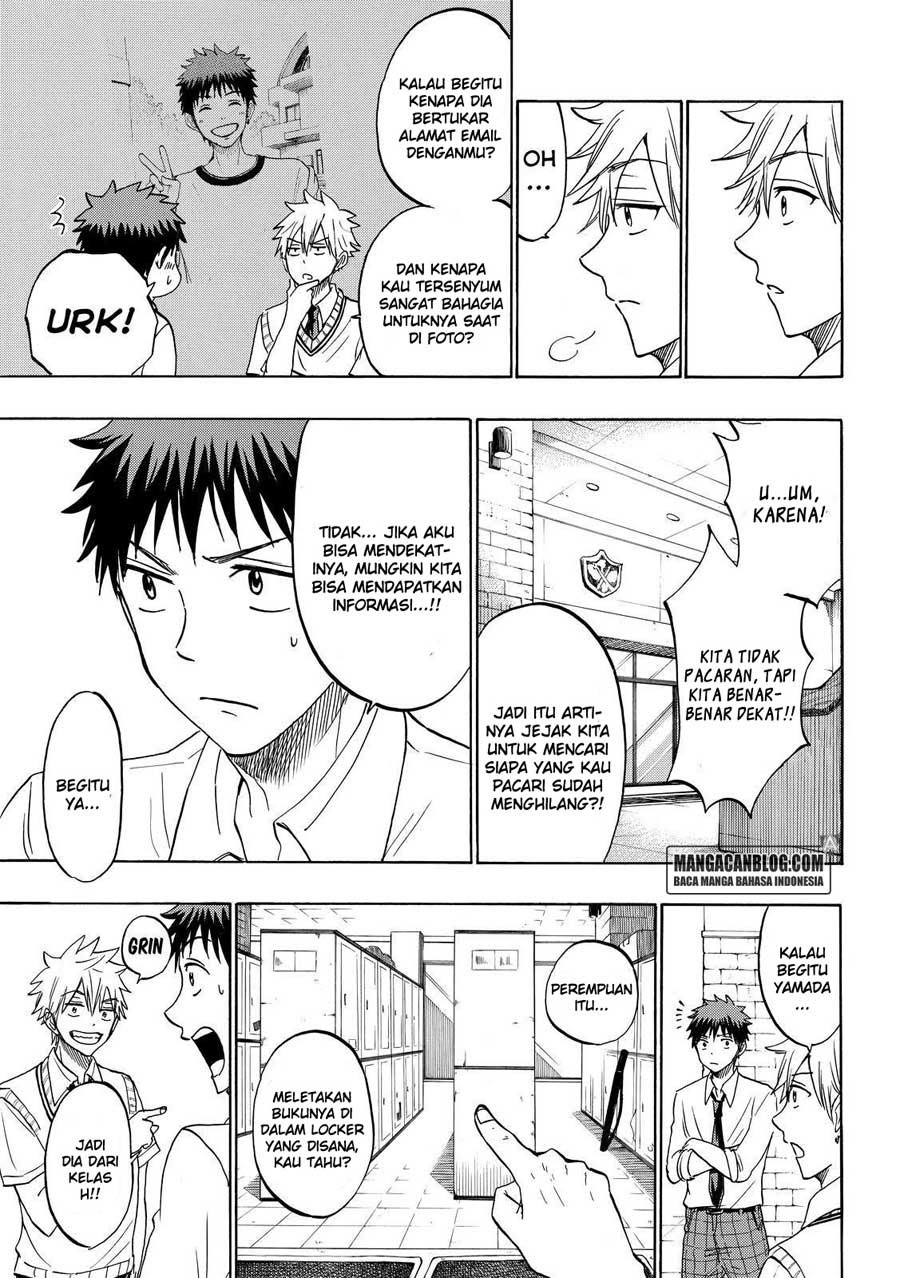 OH
...
KALAU BEGITU
KENAPA DIA
BERTUKAR
ALAMAT EMAIL
DENGANMU?
DAN KENAPA
KAU TERSENYUM
SANGAT BAHAGIA
UNTUKNYA SAAT
DI FOTO?
URK!
U...UM,
KARENA!
KITA TIDAK
PACARAN, TAPI
KITA BENAR-
BENAR DEKAT!!
JADI ITU ARTI-
NYA JEJAK KITA
UNTUK MENCARI
SIAPA YANG KAU
PACARI SUDAH
MENGHILANG?!
TIDAK... JIKA AKU
BISA MENDEKAT-
INYA, MUNGKIN KITA
BISA MENDAPATKAN
INFORMASI...!!
BEGITU
YA...
MANGACANBLOG.COM
BACA MANGA BAHASA INDONESIA
KALAU
BEGITU
YAMADA
...
PEREMPUAN
ITU...
MELETAKAN
BUKUNYA DI
DALAM LOCKER
YANG DISANA,
KAU TAHU?
GRIN
JADI
DIA DARI
KELAS
H!!